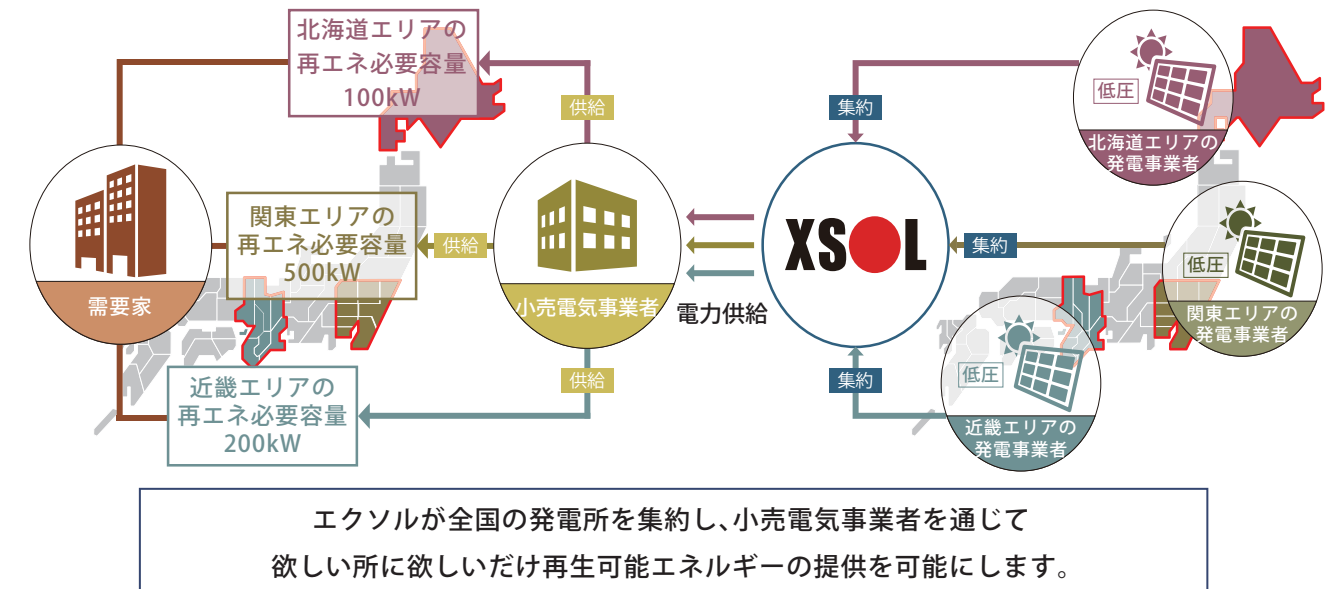 北海道エリアの
再エネ必要容量
100kW
供給
集約
低圧
北海道エリアの
発電事業者
関東エリアの
再エネ必要容量
500kW
供給
XSOL
集約
低圧
関東エリアの
発電事業者
需要家
小売電気事業者
電力供給
近畿エリアの
再エネ必要容量
200kW
供給
集約
低圧
近畿エリアの
発電事業者
エクソルが全国の発電所を集約し、小売電気事業者を通じて
欲しい所に欲しいだけ再生可能エネルギーの提供を可能にします。